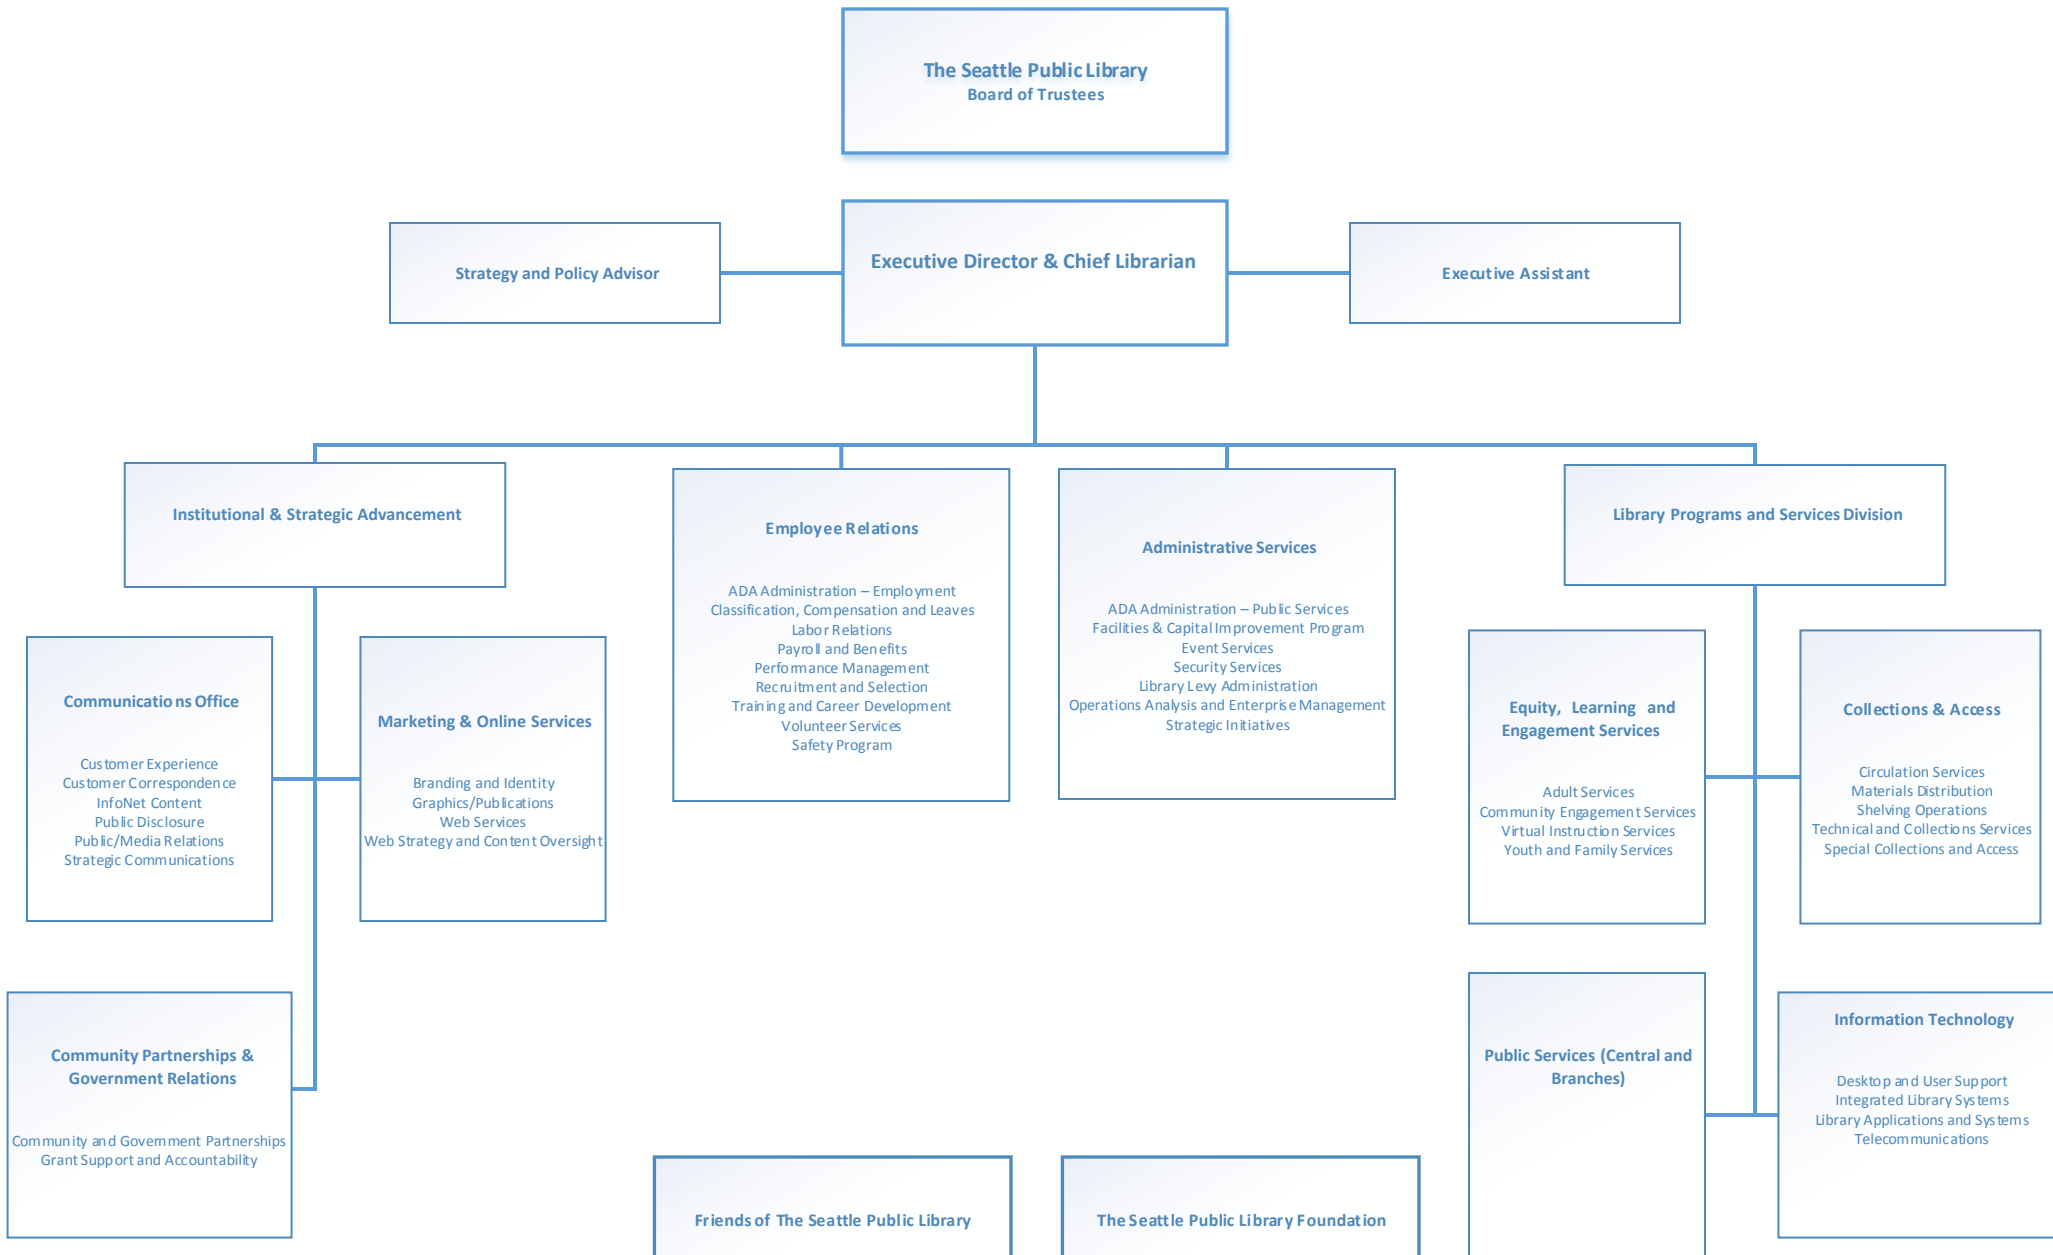 The Seattle Public Library
Board of Trustees
Strategy and Policy Advisor
Executive Director & Chief Librarian
Executive Assistant
Institutional & Strategic Advancement
Employee Relations
ADA Administration – Employment
Classification, Compensation and Leaves
Labor Relations
Payroll and Benefits
Performance Management
Recruitment and Selection
Training and Career Development
Volunteer Services
Safety Program
Administrative Services
ADA Administration – Public Services
Facilities & Capital Improvement Program
Event Services
Security Services
Library Levy Administration
Operations Analysis and Enterprise Management
Strategic Initiatives
Library Programs and Services Division
Communications Office
Customer Experience
Customer Correspondence
InfoNet Content
Public Disclosure
Public/Media Relations
Strategic Communications
Marketing & Online Services
Branding and Identity
Graphics/Publications
Web Services
Web Strategy and Content Oversight
Equity, Learning and
Engagement Services
Adult Services
Community Engagement Services
Virtual Instruction Services
Youth and Family Services
Collections & Access
Circulation Services
Materials Distribution
Shelving Operations
Technical and Collections Services
Special Collections and Access
Community Partnerships &
Government Relations
Community and Government Partnerships
Grant Support and Accountability
Public Services (Central and
Branches)
Information Technology
Desktop and User Support
Integrated Library Systems
Library Applications and Systems
Telecommunications
Friends of The Seattle Public Library
The Seattle Public Library Foundation